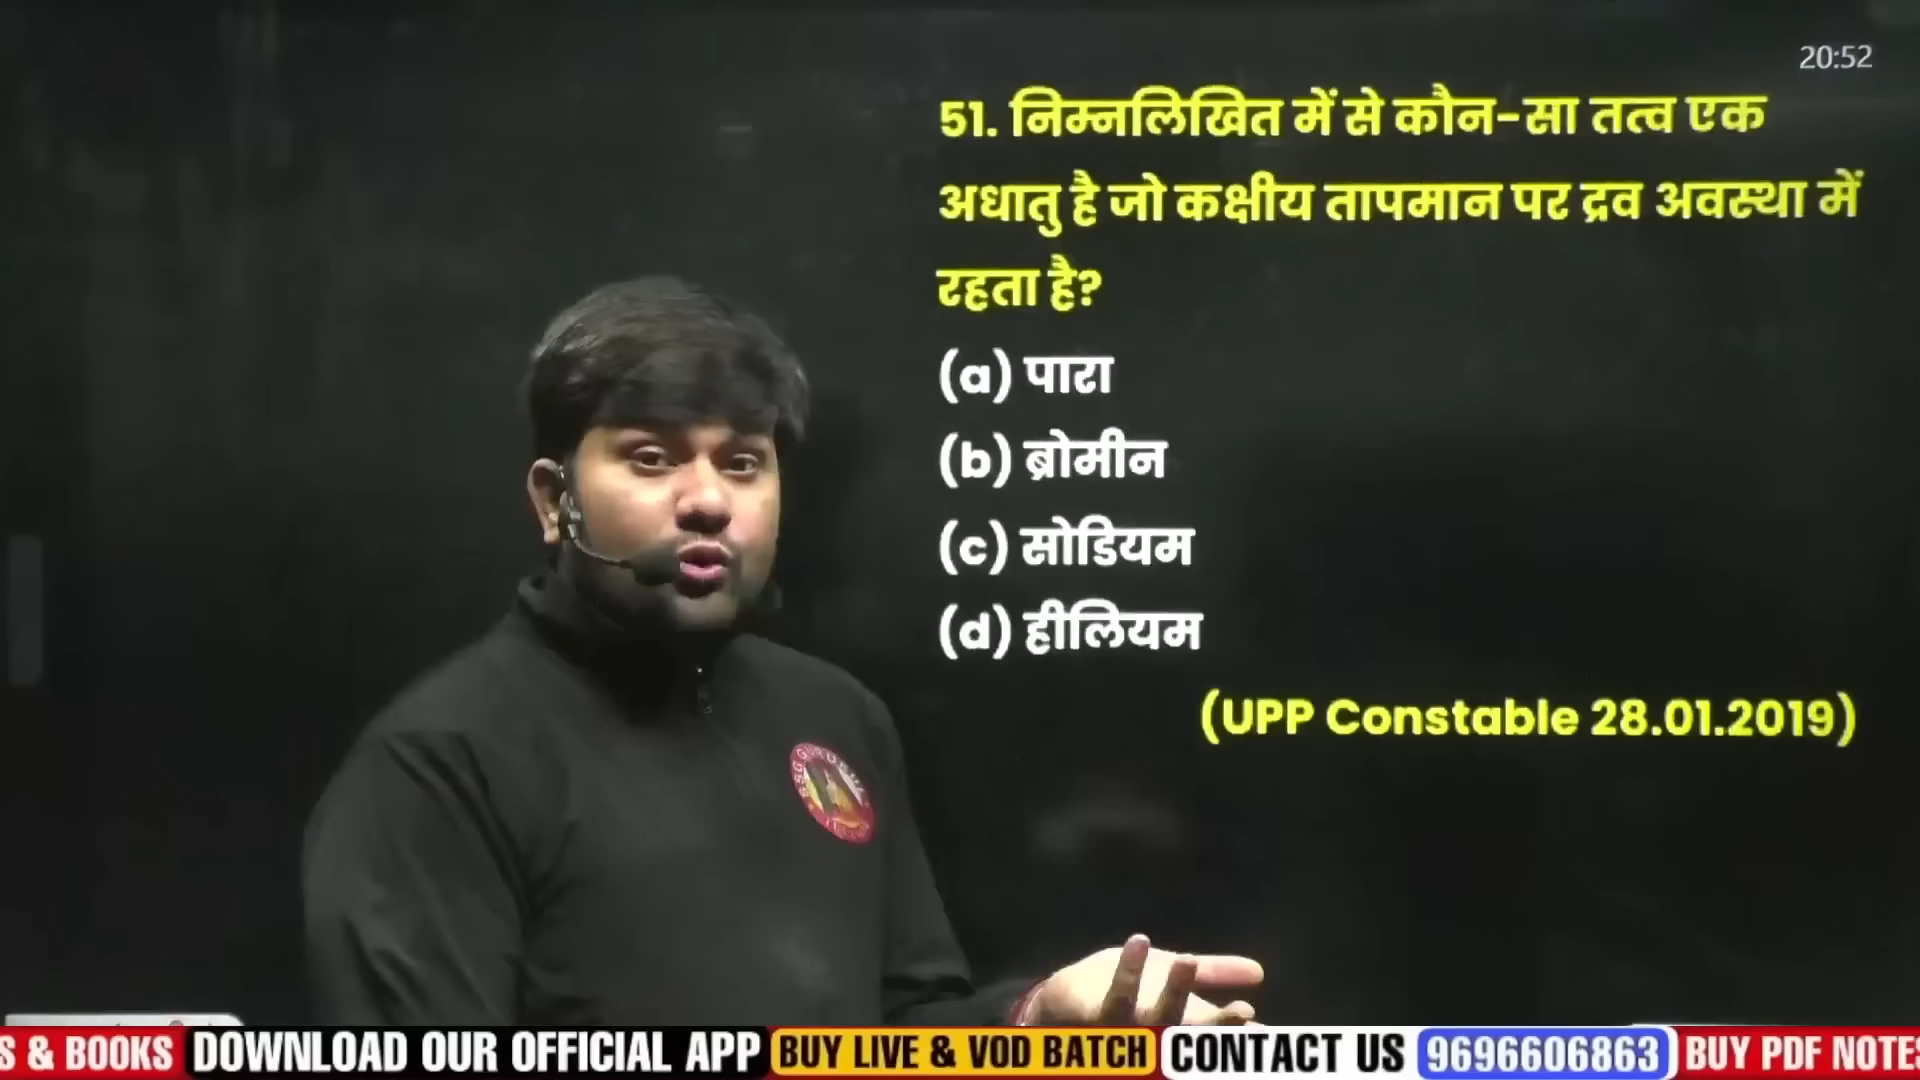 20:52
51. निम्नलिखित में से कौन-सा तत्व एक
अधातु है जो कक्षीय तापमान पर द्रव अवस्था में
रहता है?
(a) पारा
(b) ब्रोमीन
(c) सोडियम
(d) हीलियम
(UPP Constable 28.01.2019)
S & BOOKS DOWNLOAD OUR OFFICIAL APP BUY LIVE & VOD BATCH CONTACT US 9696606863 BUY PDF NOTES